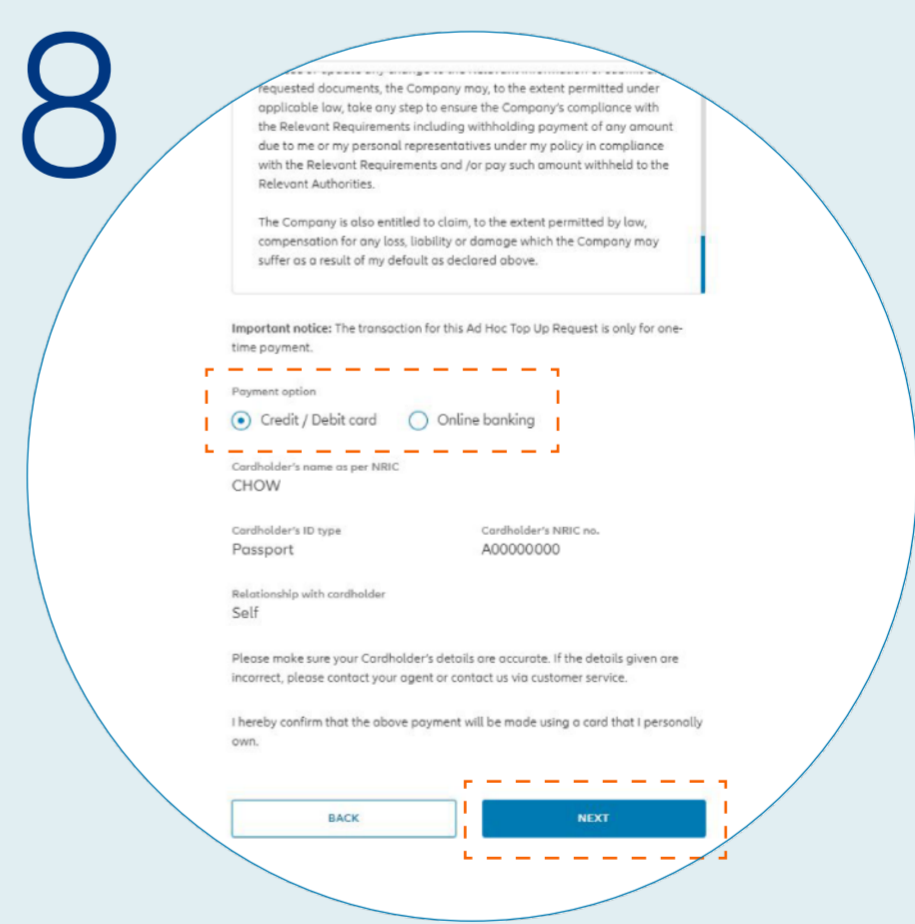 8
requested documents, the Company may, to the extent permitted under
applicable law, take any step to ensure the Company's compliance with
the Relevant Requirements including withholding payment of any amount
due to me or my personal representatives under my policy in compliance
with the Relevant Requirements and /or pay such amount withheld to the
Relevant Authorities.
The Company is also entitled to claim, to the extent permitted by law,
compensation for any loss, liability or damage which the Company may
suffer as a result of my default as declared above.
Important notice: The transaction for this Ad Hoc Top Up Request is only for one-
time payment.
Payment option
Credit / Debit card Online banking
Cardholder's name as per NRIC
CHOW
Cardholder's ID type Cardholder's NRIC no.
Passport A00000000
Relationship with cardholder
Self
Please make sure your Cardholder's details are accurate. If the details given are
incorrect, please contact your agent or contact us via customer service.
I hereby confirm that the above payment will be made using a card that I personally
own.
BACK NEXT